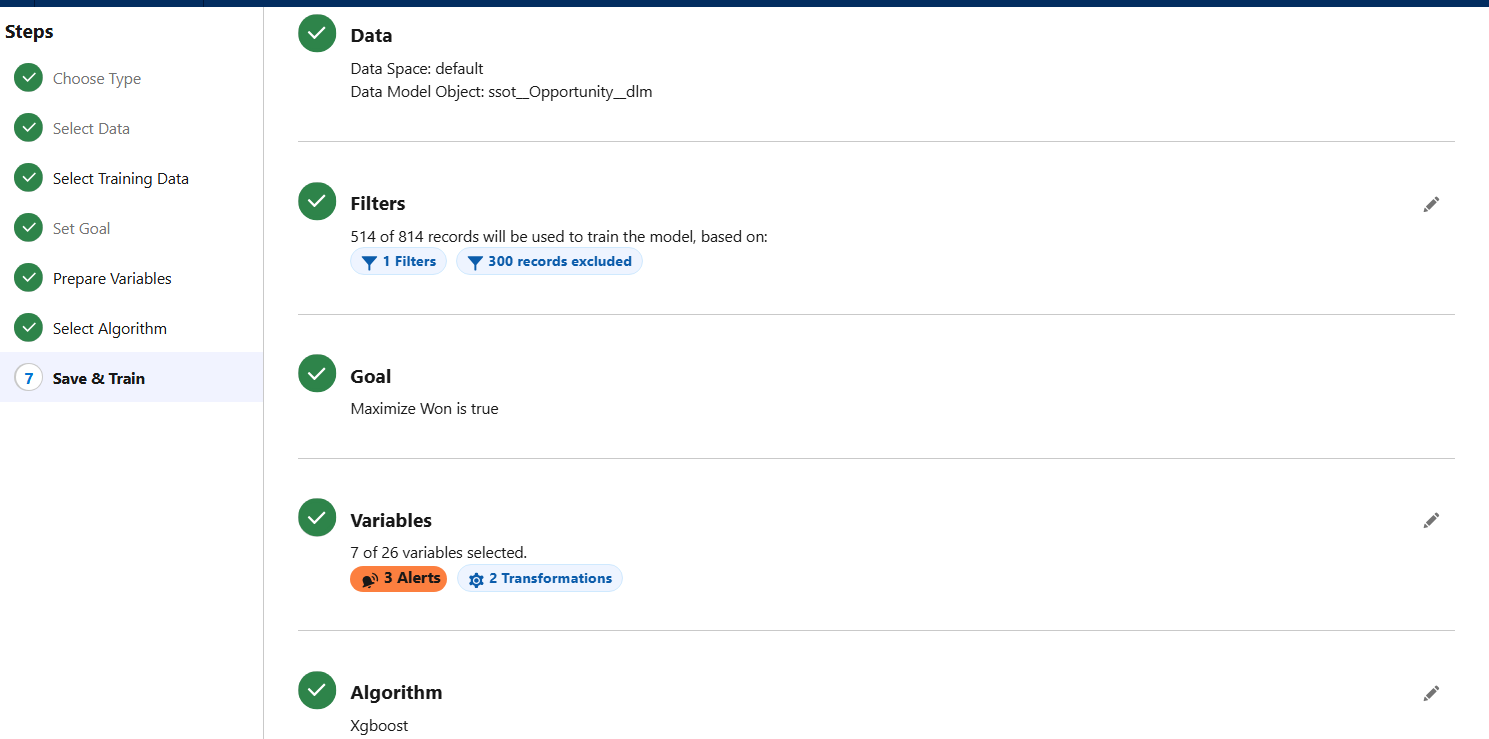 Steps
Choose Type
Select Data
Select Training Data
Set Goal
Prepare Variables
Select Algorithm
7 Save & Train
Data
Data Space: default
Data Model Object: ssot__Opportunity__dlm
Filters
514 of 814 records will be used to train the model, based on:
1 Filters 300 records excluded
Goal
Maximize Won is true
Variables
7 of 26 variables selected.
3 Alerts 2 Transformations
Algorithm
Xgboost